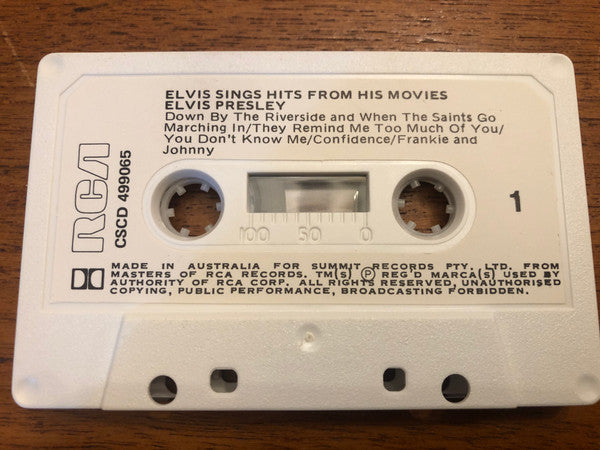 ELVIS SINGS HITS FROM HIS MOVIES
ELVIS PRESLEY
Down By The Riverside and When The Saints Go
Marching In/They Remind Me Too Much Of You/
You Don't Know Me/Confidence/Frankie and
Johnny
RCA
CSCD 499065
100 50 0
1
MADE IN AUSTRALIA FOR SUMMIT RECORDS PTY. LTD. FROM
MASTERS OF RCA RECORDS. TM(S) Ⓟ REG'D MARCA(S) USED BY
AUTHORITY OF RCA CORP. ALL RIGHTS RESERVED, UNAUTHORISED
COPYING, PUBLIC PERFORMANCE, BROADCASTING FORBIDDEN.